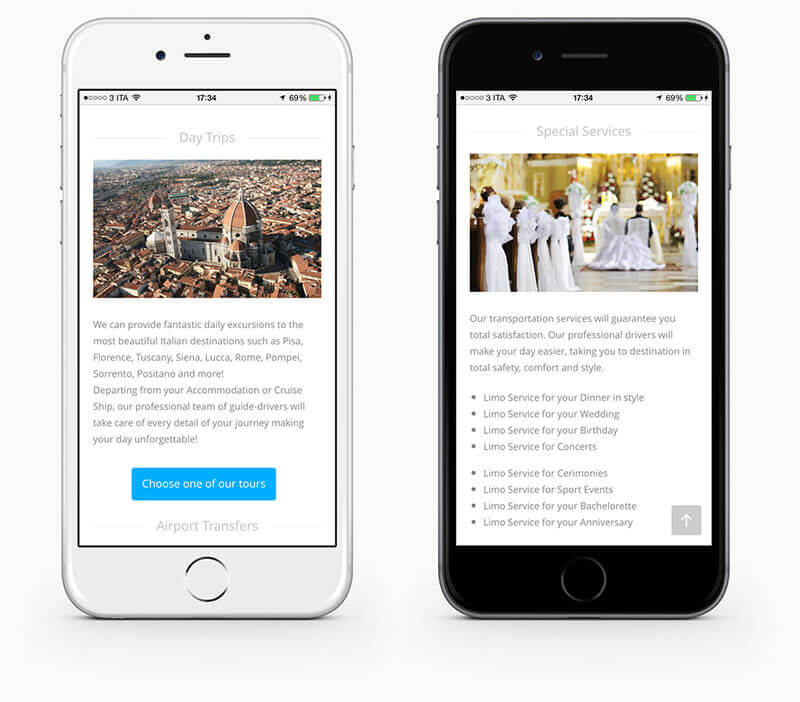 3 ITA 17:34 69%
Day Trips
We can provide fantastic daily excursions to the
most beautiful Italian destinations such as Pisa,
Florence, Tuscany, Siena, Lucca, Rome, Pompei,
Sorrento, Positano and more!
Departing from your Accommodation or Cruise
Ship, our professional team of guide-drivers will
take care of every detail of your journey making
your day unforgettable!
Choose one of our tours
Airport Transfers
3 ITA 17:34 69%
Special Services
Our transportation services will guarantee you
total satisfaction. Our professional drivers will
make your day easier, taking you to destination in
total safety, comfort and style.
Limo Service for your Dinner in style
Limo Service for your Wedding
Limo Service for your Birthday
Limo Service for Concerts
Limo Service for Cerimonies
Limo Service for Sport Events
Limo Service for your Bachelorette
Limo Service for your Anniversary